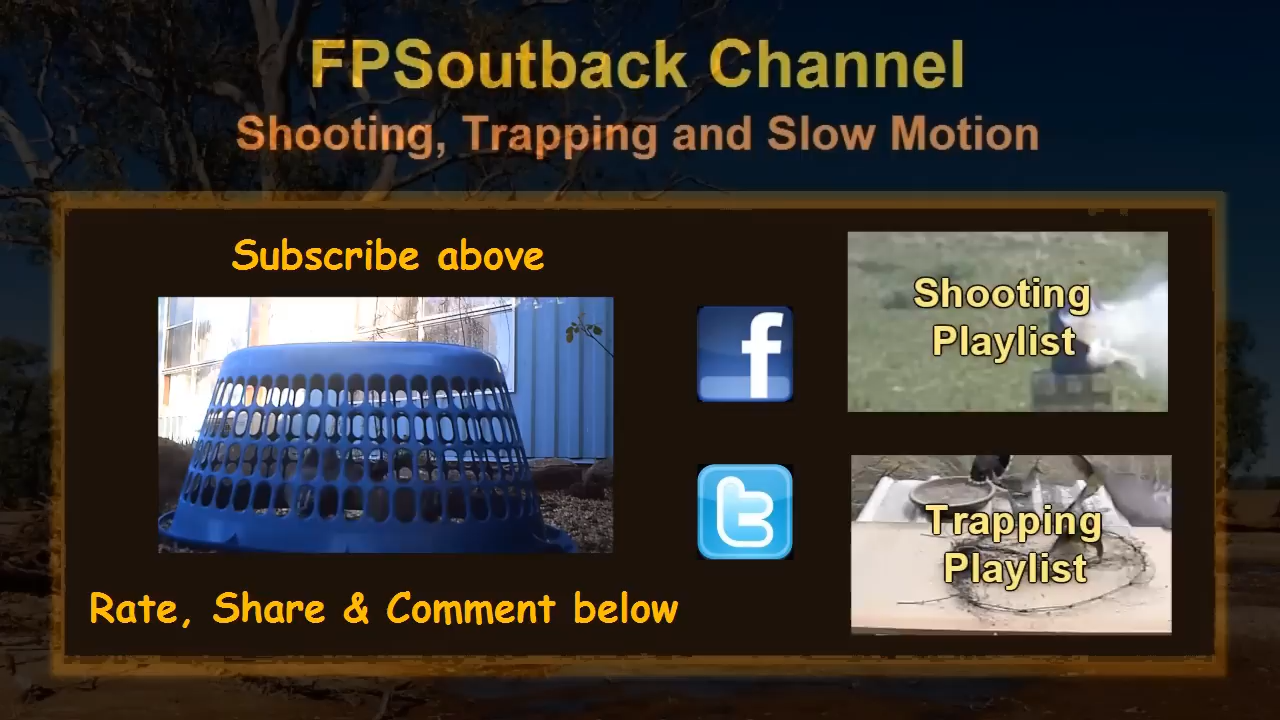 FPSoutback Channel
Shooting, Trapping and Slow Motion
Subscribe above
Shooting
Playlist
Trapping
Playlist
Rate, Share & Comment below